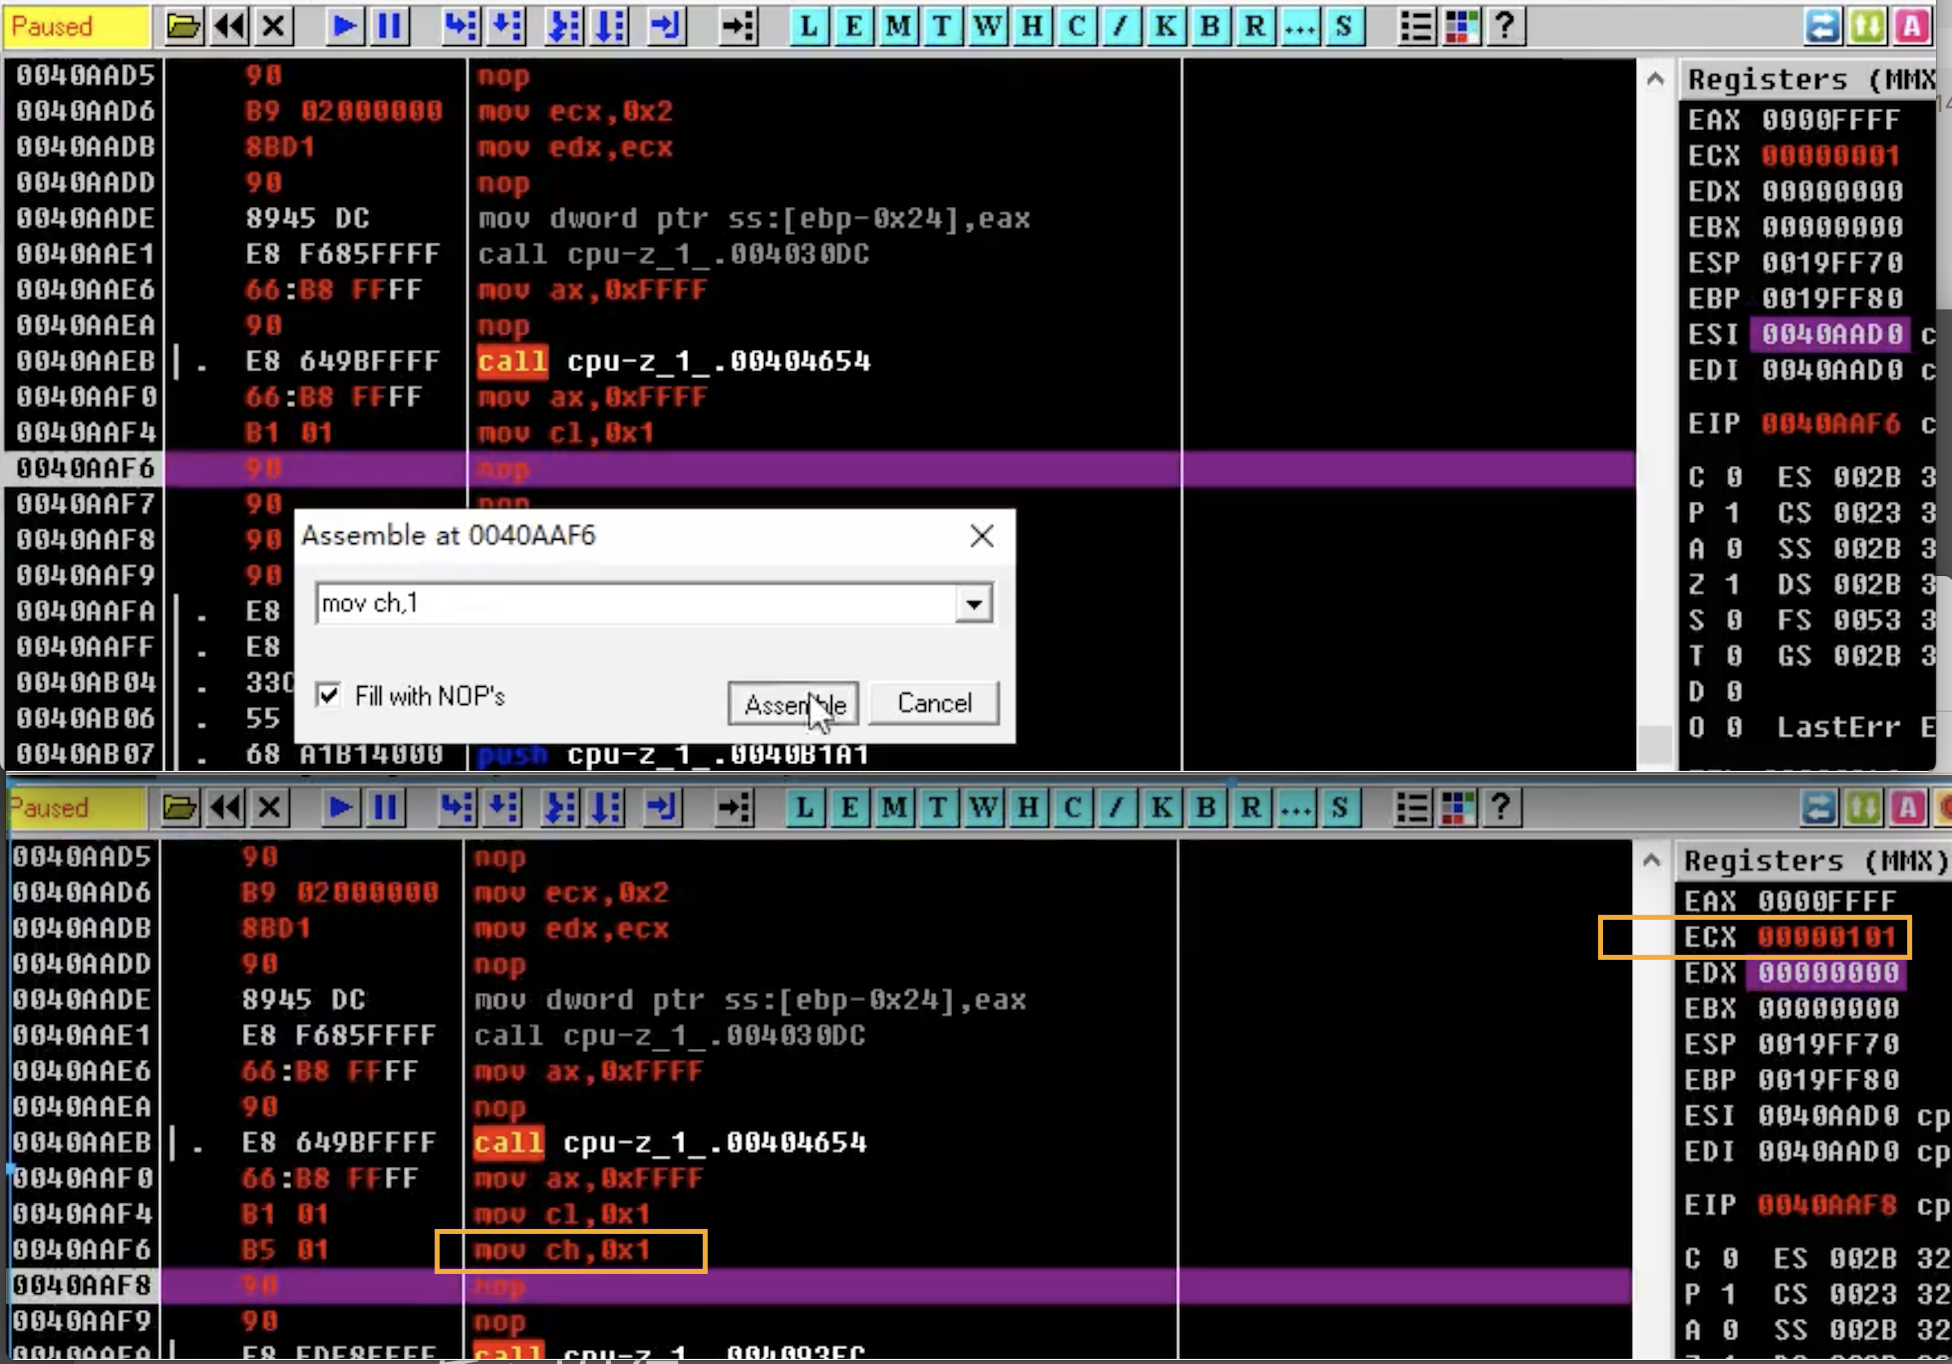 Paused L E M T W H C / K B R ... S ? A
0040AAD5 90 nop Registers (MMX
0040AAD6 B9 02000000 mov ecx,0x2 EAX 0000FFFF
0040AADB 8BD1 mov edx,ecx ECX 00000001
0040AADD 90 nop EDX 00000000
0040AADE 8945 DC mov dword ptr ss:[ebp-0x24],eax EBX 00000000
0040AAE1 E8 F685FFFF call cpu-z_1_.004030DC ESP 0019FF70
0040AAE6 66:B8 FFFF mov ax,0xFFFF EBP 0019FF80
0040AAEA 90 nop ESI 0040AAD0 c
0040AAEB |. E8 649BFFFF call cpu-z_1_.00404654 EDI 0040AAD0 c
0040AAF0 66:B8 FFFF mov ax,0xFFFF
0040AAF4 B1 01 mov cl,0x1 EIP 0040AAF6 c
0040AAF6 90 nop C 0 ES 002B 3
0040AAF7 90 nop P 1 CS 0023 3
0040AAF8 90 A 0 SS 002B 3
0040AAF9 90 Z 1 DS 002B 3
0040AAFA . E8 S 0 FS 0053 3
0040AAFF . E8 T 0 GS 002B 3
0040AB04 . 33C D 0
0040AB06 . 55 O 0 LastErr E
0040AB07 . 68 A1B14000 push cpu-z_1_.0040B1A1
Assemble at 0040AAF6
mov ch,1
Fill with NOP's Assemble Cancel
Paused L E M T W H C / K B R ... S ? A
0040AAD5 90 nop Registers (MMX)
0040AAD6 B9 02000000 mov ecx,0x2 EAX 0000FFFF
0040AADB 8BD1 mov edx,ecx ECX 00000101
0040AADD 90 nop EDX 00000000
0040AADE 8945 DC mov dword ptr ss:[ebp-0x24],eax EBX 00000000
0040AAE1 E8 F685FFFF call cpu-z_1_.004030DC ESP 0019FF70
0040AAE6 66:B8 FFFF mov ax,0xFFFF EBP 0019FF80
0040AAEA 90 nop ESI 0040AAD0 cp
0040AAEB |. E8 649BFFFF call cpu-z_1_.00404654 EDI 0040AAD0 cp
0040AAF0 66:B8 FFFF mov ax,0xFFFF
0040AAF4 B1 01 mov cl,0x1 EIP 0040AAF8 cp
0040AAF6 B5 01 mov ch,0x1 C 0 ES 002B 32
0040AAF8 90 nop P 1 CS 0023 32
0040AAF9 90 nop A 0 SS 002B 32